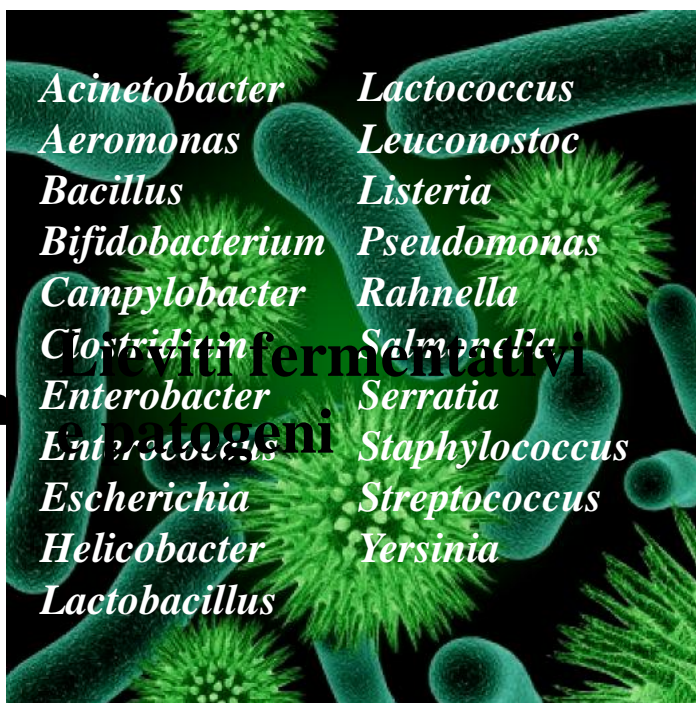 Acinetobacter
Aeromonas
Bacillus
Bifidobacterium
Campylobacter
Clostridium
Enterobacter
Enterococcus
Escherichia
Helicobacter
Lactobacillus
Lactococcus
Leuconostoc
Listeria
Pseudomonas
Rahnella
Salmonella
Serratia
Staphylococcus
Streptococcus
Yersinia
Lieviti fermentativi
e patogeni